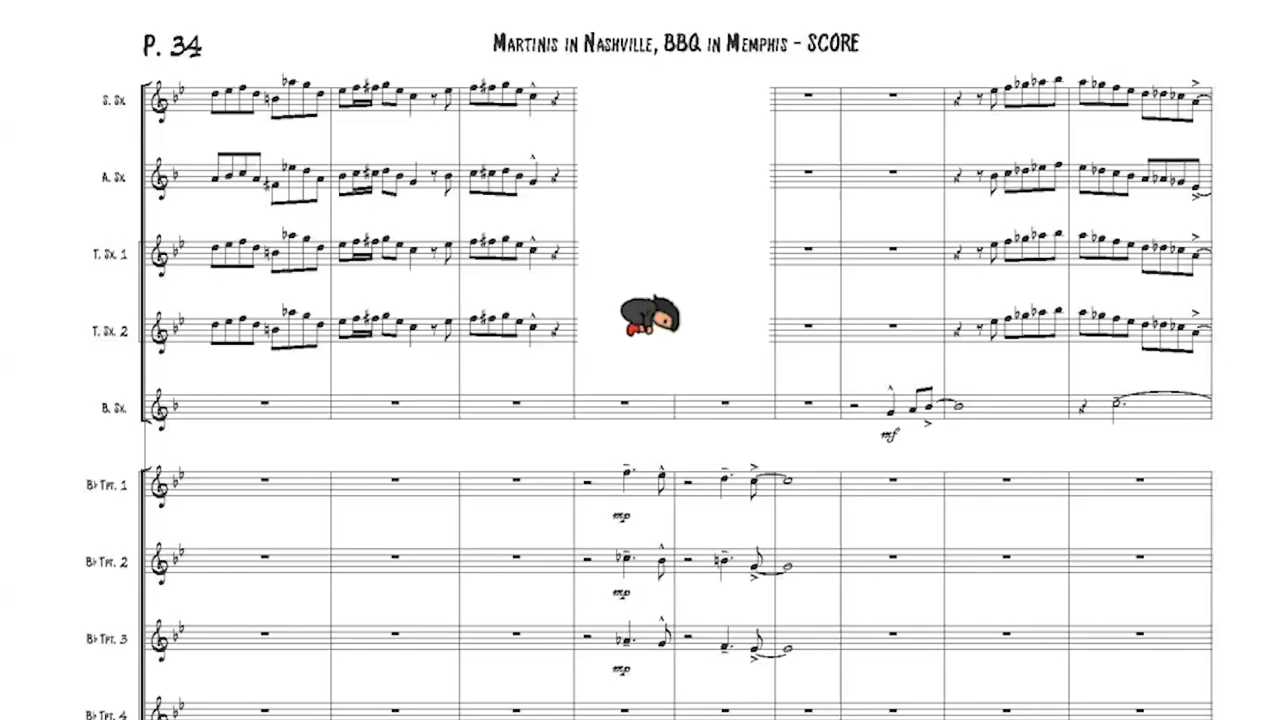 P. 34
MARTINIS IN NASHVILLE, BBQ IN MEMPHIS - SCORE
S. SX.
A. SX.
T. SX. 1
T. SX. 2
B. SX.
mf
B♭ TPT. 1
mp
B♭ TPT. 2
mp
B♭ TPT. 3
mp
B♭ TPT. 4